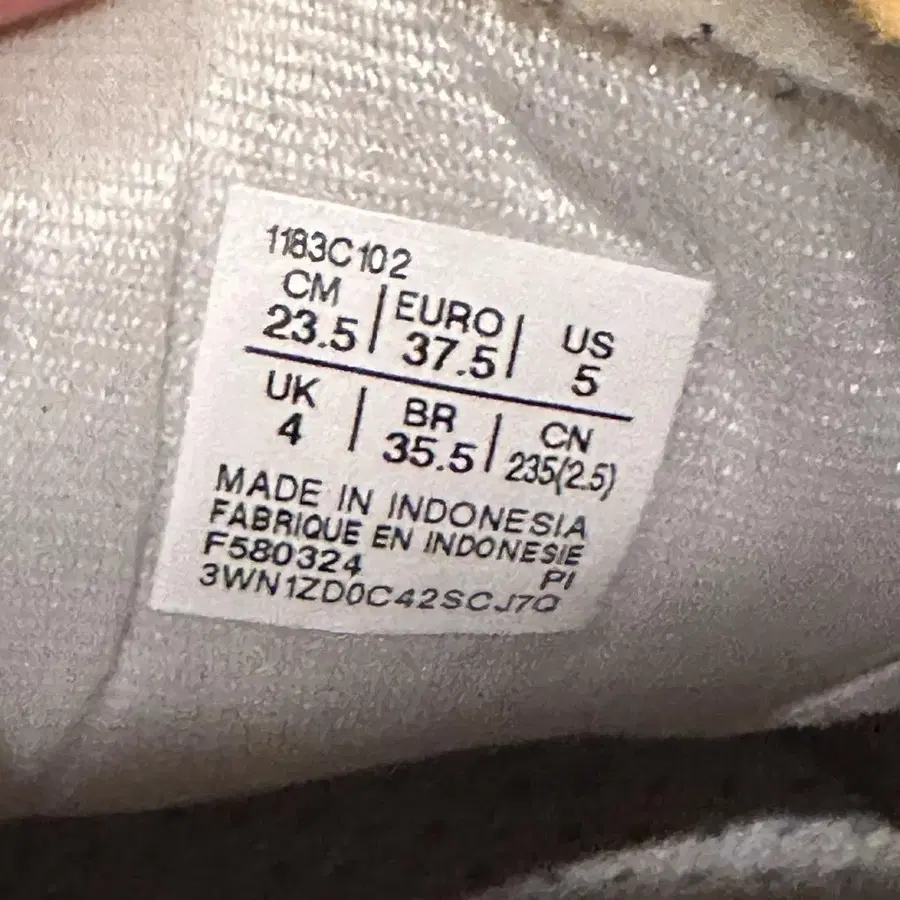 1183C102
CM | EURO | US
23.5 | 37.5 | 5
UK | BR | CN
4 | 35.5 | 235(2.5)
MADE IN INDONESIA
FABRIQUE EN INDONESIE
F580324 PI
3WN1ZD0C42SCJ7Q